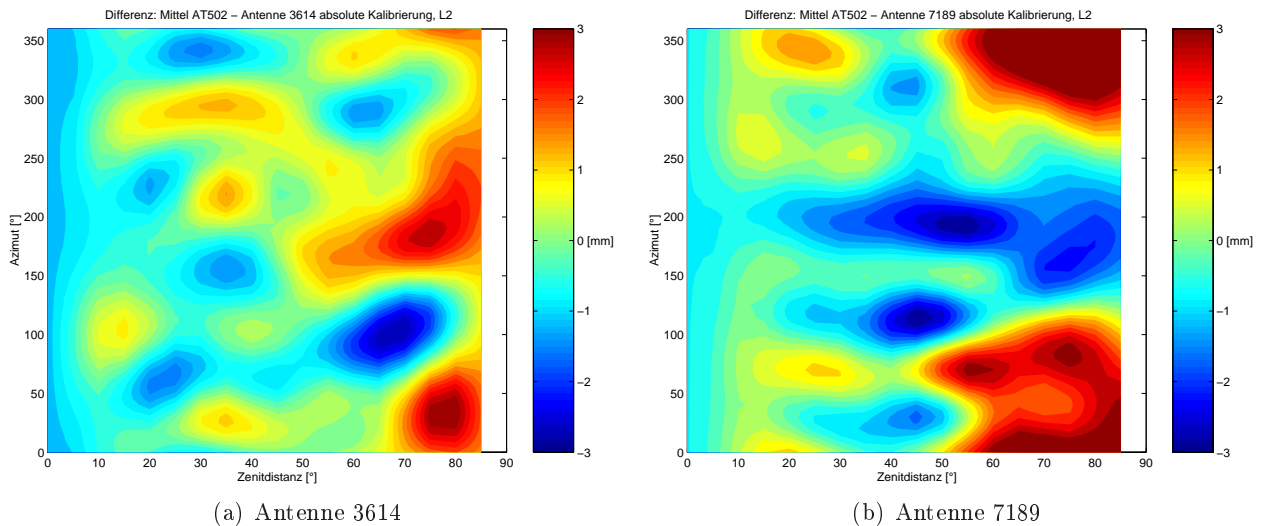 Differenz: Mittel AT502 − Antenne 3614 absolute Kalibrierung, L2
Azimut [°]
350
300
250
200
150
100
50
0
0 10 20 30 40 50 60 70 80 90
Zenitdistanz [°]
3
2
1
0 [mm]
−1
−2
−3
(a) Antenne 3614
Differenz: Mittel AT502 − Antenne 7189 absolute Kalibrierung, L2
Azimut [°]
350
300
250
200
150
100
50
0
0 10 20 30 40 50 60 70 80 90
Zenitdistanz [°]
3
2
1
0 [mm]
−1
−2
−3
(b) Antenne 7189